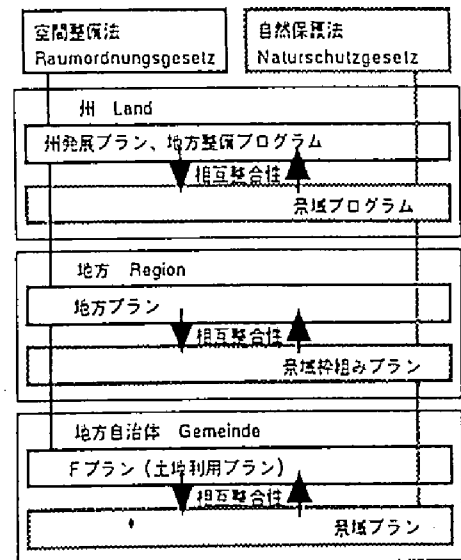 空間整備法
Raumordnungsgesetz
自然保護法
Naturschutzgesetz
州 Land
州発展プラン、地方整備プログラム
相互整合性
景域プログラム
地方 Region
地方プラン
相互整合性
景域枠組みプラン
地方自治体 Gemeinde
Fプラン(土地利用プラン)
相互整合性
景域プラン